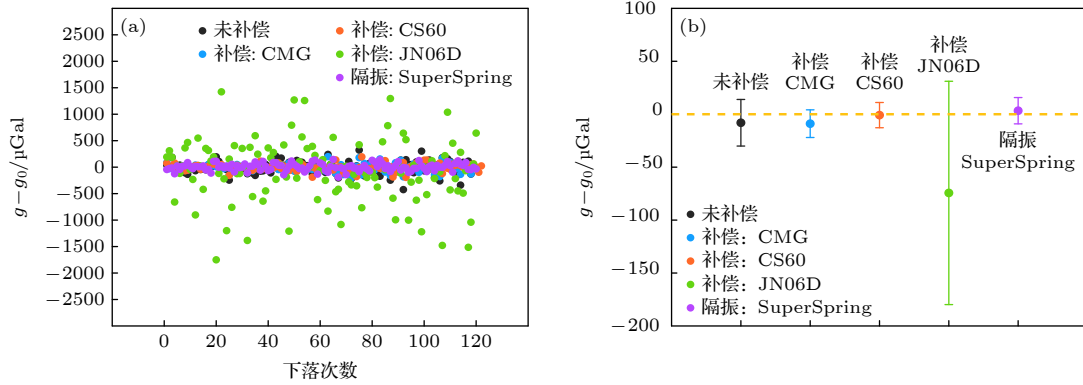 (a)
未补偿
补偿: CMG
补偿: CS60
补偿: JN06D
隔振: SuperSpring
2500
2000
1500
1000
500
0
−500
−1000
−1500
−2000
−2500
g−g0/μGal
0 20 40 60 80 100 120
下落次数
(b)
100
50
0
−50
−100
−150
−200
g−g0/μGal
未补偿
补偿
CMG
补偿
CS60
补偿
JN06D
隔振
SuperSpring
未补偿
补偿：CMG
补偿：CS60
补偿：JN06D
隔振：SuperSpring